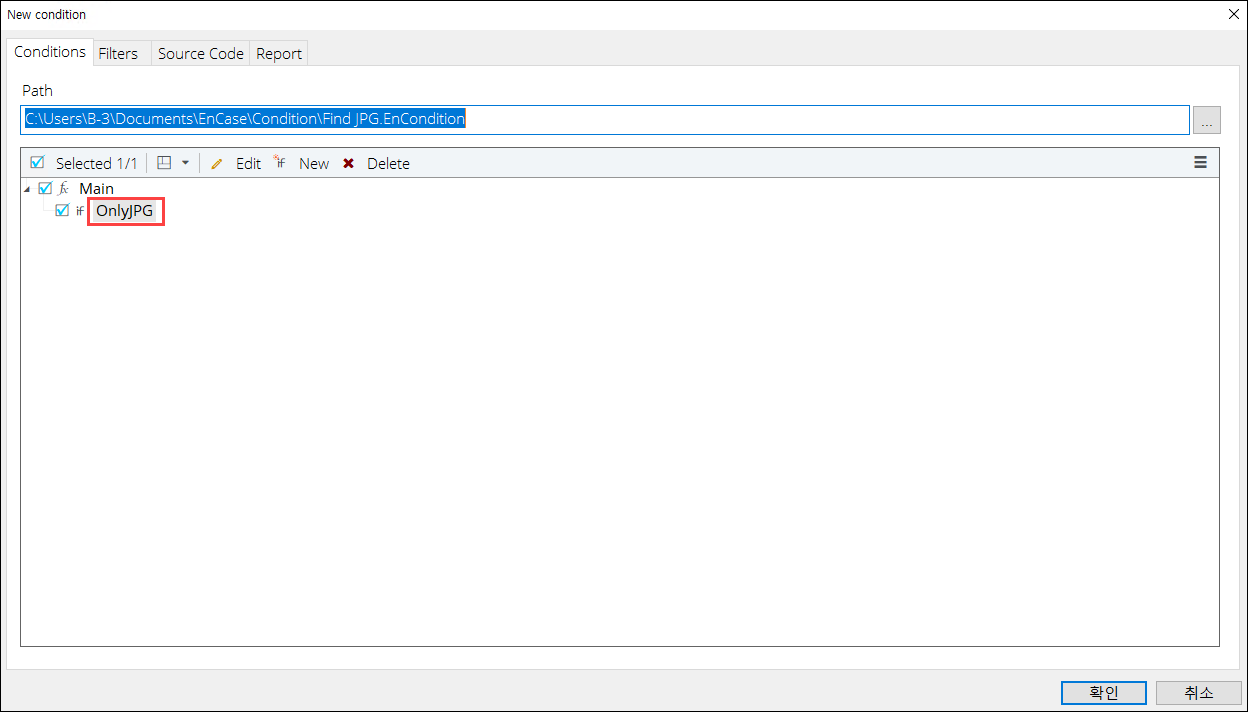 New condition
Conditions Filters Source Code Report
Path
C:\Users\B-3\Documents\EnCase\Condition\Find JPG.EnCondition ...
Selected 1/1 Edit if New Delete
fx Main
if OnlyJPG
확인 취소